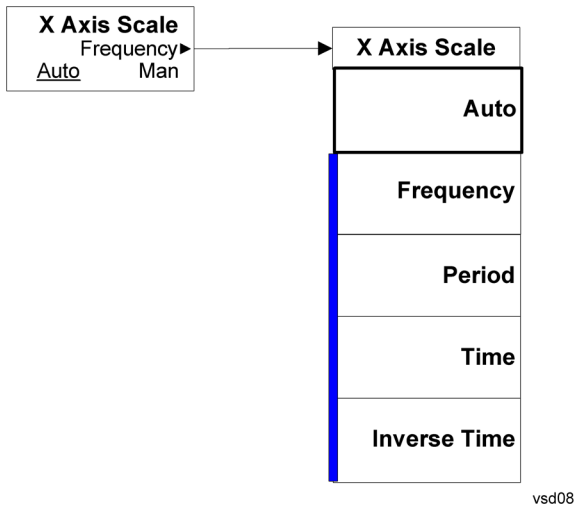 X Axis Scale
Frequency
Auto Man
X Axis Scale
Auto
Frequency
Period
Time
Inverse Time
vsd08